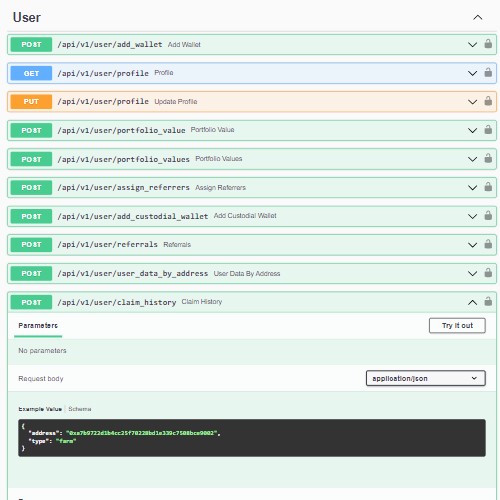 User
POST /api/v1/user/add_wallet Add Wallet
GET /api/v1/user/profile Profile
PUT /api/v1/user/profile Update Profile
POST /api/v1/user/portfolio_value Portfolio Value
POST /api/v1/user/portfolio_values Portfolio Values
POST /api/v1/user/assign_referrers Assign Referrers
POST /api/v1/user/add_custodial_wallet Add Custodial Wallet
POST /api/v1/user/referrals Referrals
POST /api/v1/user/user_data_by_address User Data By Address
POST /api/v1/user/claim_history Claim History
Parameters Try it out
No parameters
Request body application/json
Example Value Schema
{
"address":
"type": "farm"
}